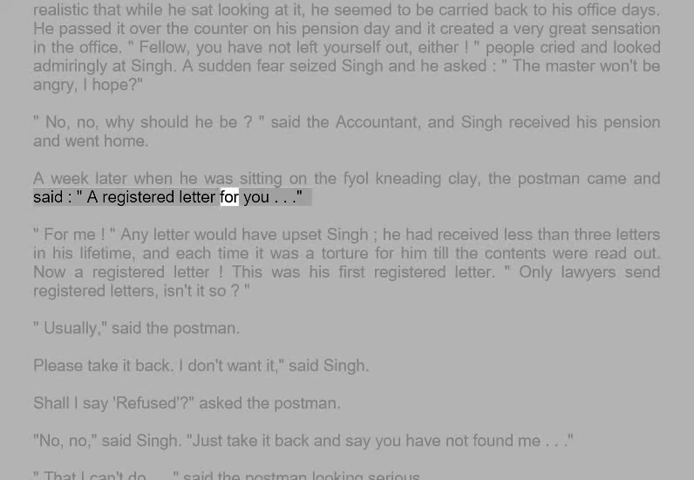 realistic that while he sat looking at it, he seemed to be carried back to his office days.
He passed it over the counter on his pension day and it created a very great sensation
in the office. " Fellow, you have not left yourself out, either ! " people cried and looked
admiringly at Singh. A sudden fear seized Singh and he asked : " The master won't be
angry, I hope?"
" No, no, why should he be ? " said the Accountant, and Singh received his pension
and went home.
A week later when he was sitting on the fyol kneading clay, the postman came and
said : " A registered letter for you . . ."
" For me ! " Any letter would have upset Singh ; he had received less than three letters
in his lifetime, and each time it was a torture for him till the contents were read out.
Now a registered letter ! This was his first registered letter. " Only lawyers send
registered letters, isn't it so ? "
" Usually," said the postman.
Please take it back. I don't want it," said Singh.
Shall I say 'Refused'?" asked the postman.
"No, no," said Singh. "Just take it back and say you have not found me . . ."
" That I can't do. . ." said the postman looking serious.